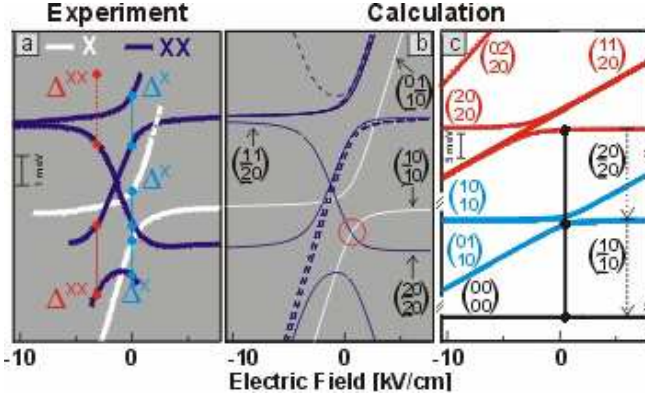 Experiment
Calculation
a
X
XX
b
c
Δ^XX
Δ^X
1 meV
Δ^X
Δ^XX
Δ^X
(01 10)
(11 20)
(10 10)
(20 20)
(02 20)
(11 20)
(20 20)
5 meV
(20 20)
(10 10)
(01 10)
(10 10)
(00 00)
-10
0
-10
0
-10
0
Electric Field [kV/cm]